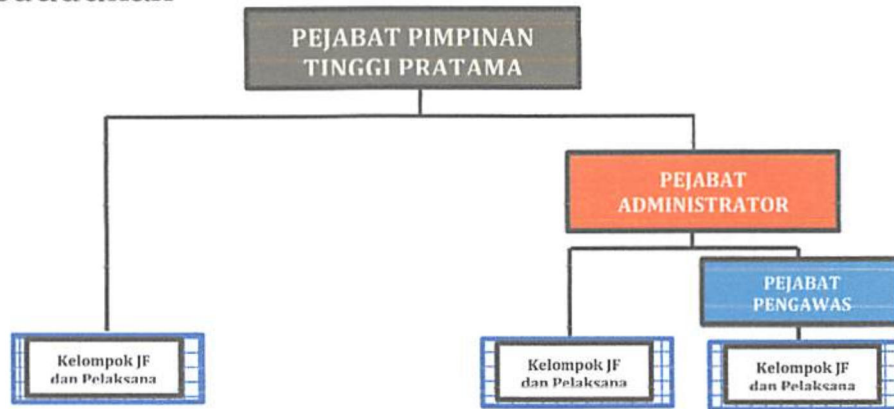 PEJABAT PIMPINAN
TINGGI PRATAMA
PEJABAT
ADMINISTRATOR
PEJABAT
PENGAWAS
Kelompok JF
dan Pelaksana
Kelompok JF
dan Pelaksana
Kelompok JF
dan Pelaksana